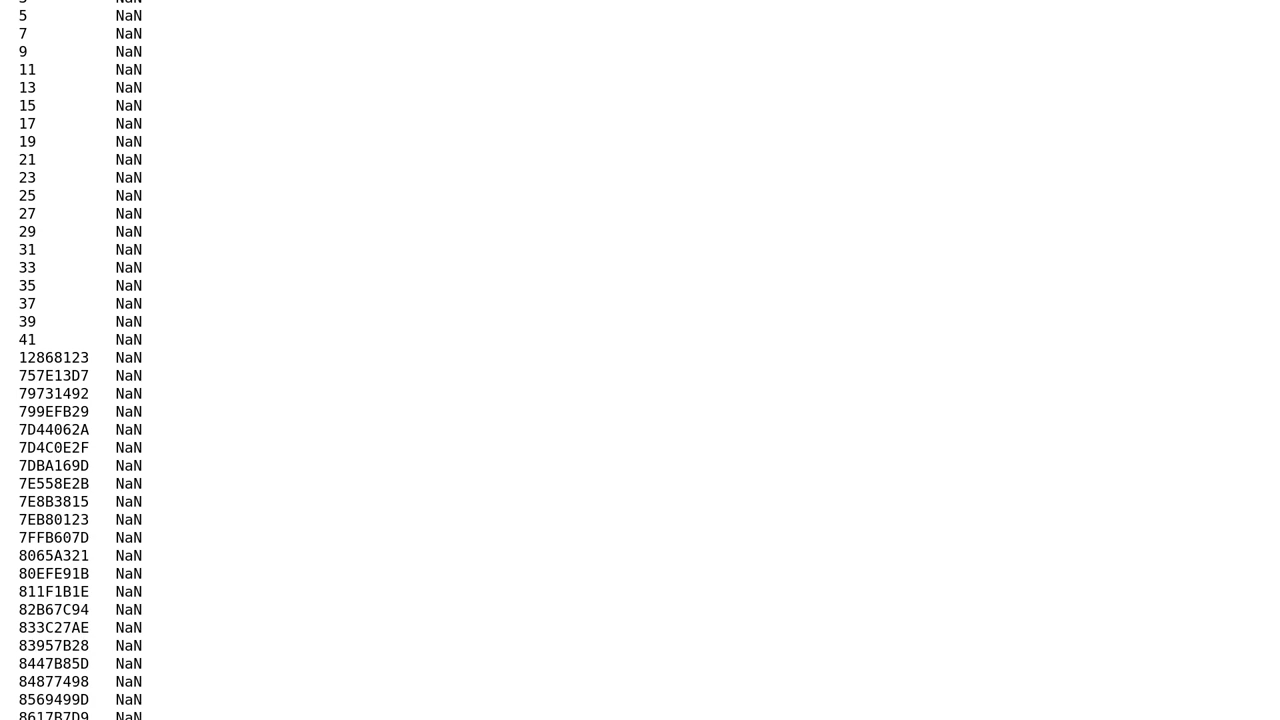 5 NaN
7 NaN
9 NaN
11 NaN
13 NaN
15 NaN
17 NaN
19 NaN
21 NaN
23 NaN
25 NaN
27 NaN
29 NaN
31 NaN
33 NaN
35 NaN
37 NaN
39 NaN
41 NaN
12868123 NaN
757E13D7 NaN
79731492 NaN
799EFB29 NaN
7D44062A NaN
7D4C0E2F NaN
7DBA169D NaN
7E558E2B NaN
7E8B3815 NaN
7EB80123 NaN
7FFB607D NaN
8065A321 NaN
80EFE91B NaN
811F1B1E NaN
82B67C94 NaN
833C27AE NaN
83957B28 NaN
8447B85D NaN
84877498 NaN
8569499D NaN
8617B7D9 NaN